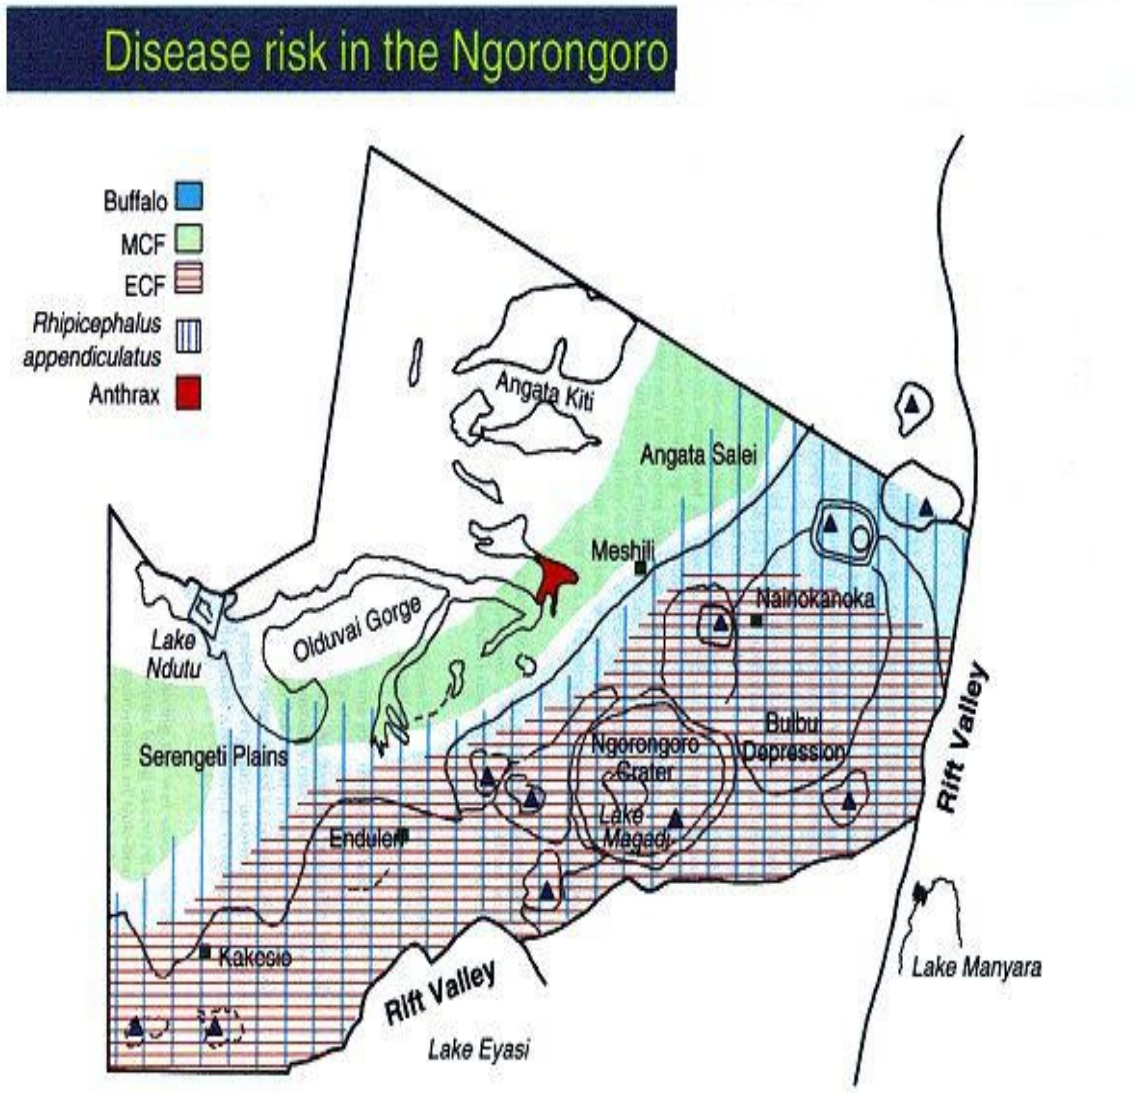 Disease risk in the Ngorongoro
Buffalo
MCF
ECF
Rhipicephalus
appendiculatus
Anthrax
Angata Kiti
Angata Salei
Meshili
Nainokanoka
Olduvai Gorge
Lake
Ndutu
Serengeti Plains
Ngorongoro
Crater
Bulbu
Depression
Lake
Magadi
Endulen
Kakesio
Rift Valley
Rift Valley
Lake Manyara
Lake Eyasi